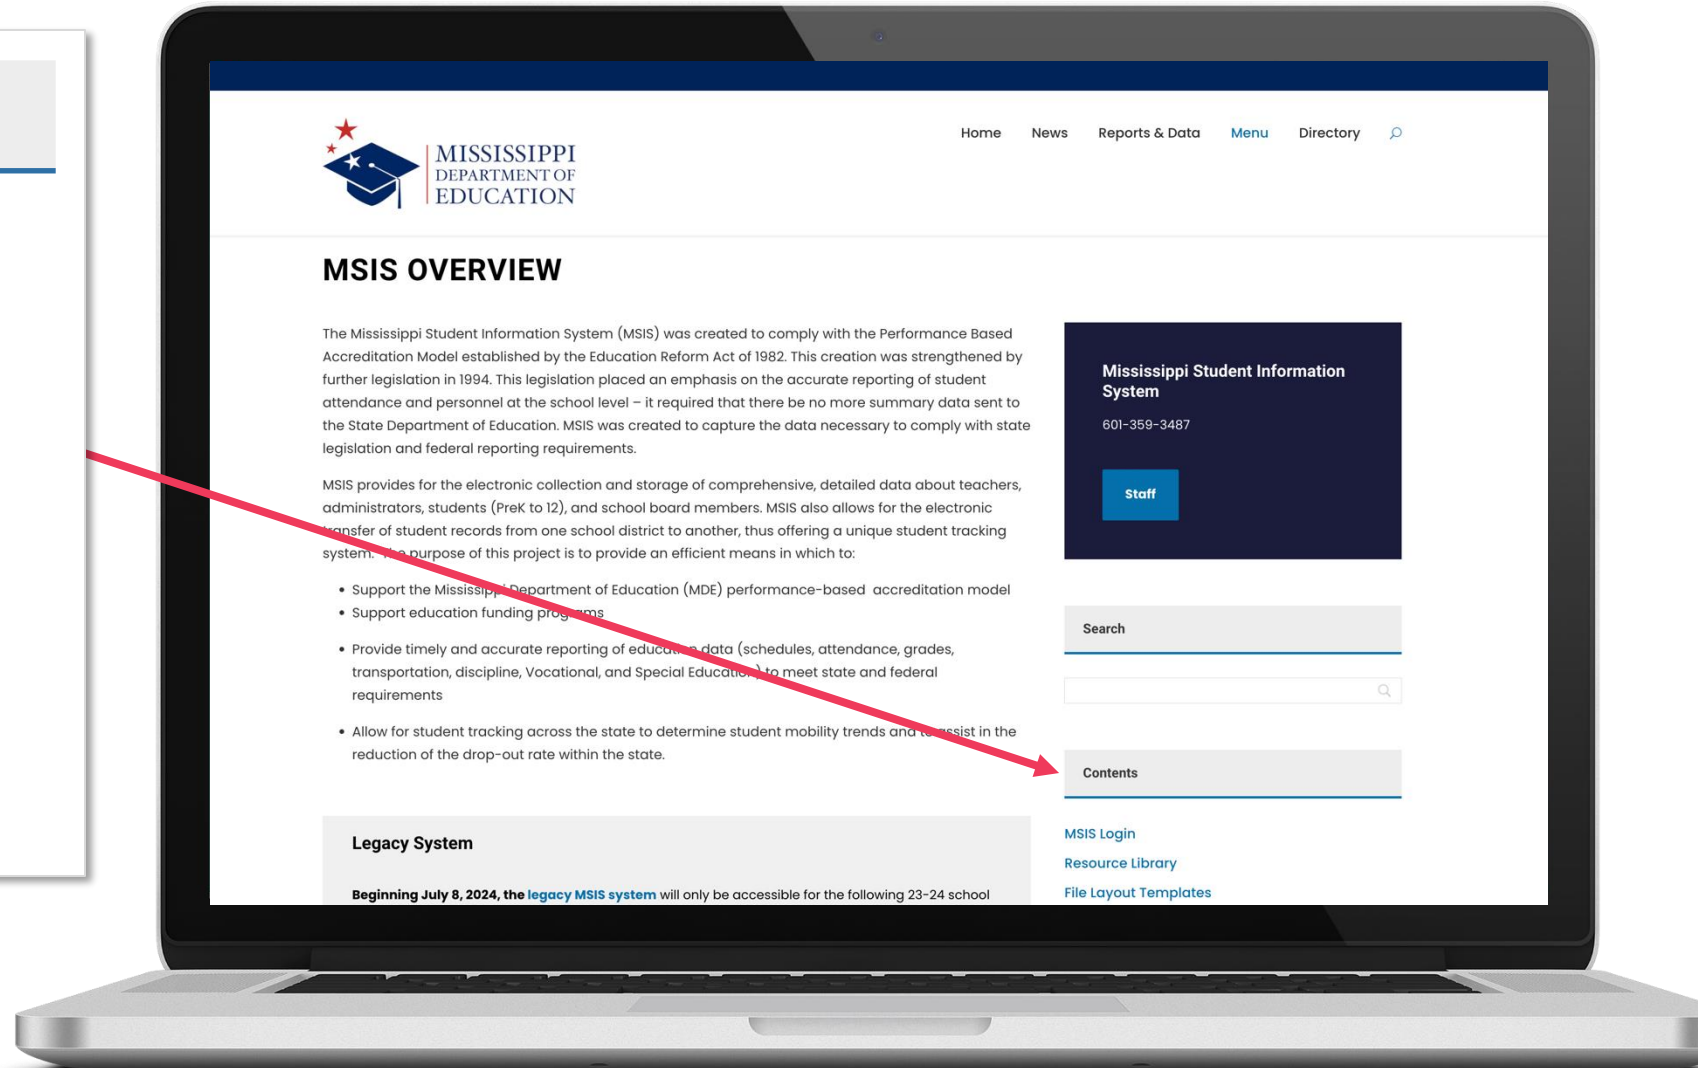 MISSISSIPPI
DEPARTMENT OF
EDUCATION
Home News Reports & Data Menu Directory
MSIS OVERVIEW
The Mississippi Student Information System (MSIS) was created to comply with the Performance Based
Accreditation Model established by the Education Reform Act of 1982. This creation was strengthened by
further legislation in 1994. This legislation placed an emphasis on the accurate reporting of student
attendance and personnel at the school level – it required that there be no more summary data sent to
the State Department of Education. MSIS was created to capture the data necessary to comply with state
legislation and federal reporting requirements.
MSIS provides for the electronic collection and storage of comprehensive, detailed data about teachers,
administrators, students (PreK to 12), and school board members. MSIS also allows for the electronic
transfer of student records from one school district to another, thus offering a unique student tracking
system. The purpose of this project is to provide an efficient means in which to:
• Support the Mississippi Department of Education (MDE) performance-based accreditation model
• Support education funding programs
• Provide timely and accurate reporting of education data (schedules, attendance, grades,
transportation, discipline, Vocational, and Special Education) to meet state and federal
requirements
• Allow for student tracking across the state to determine student mobility trends and to assist in the
reduction of the drop-out rate within the state.
Legacy System
Beginning July 8, 2024, the legacy MSIS system will only be accessible for the following 23-24 school
Mississippi Student Information
System
601-359-3487
Staff
Search
Contents
MSIS Login
Resource Library
File Layout Templates